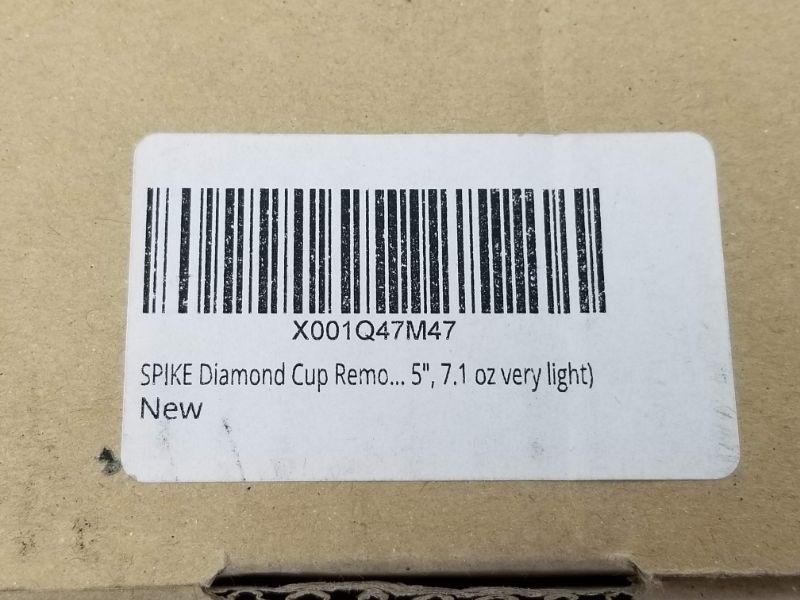 X001Q47M47
SPIKE Diamond Cup Remo... 5", 7.1 oz very light)
New